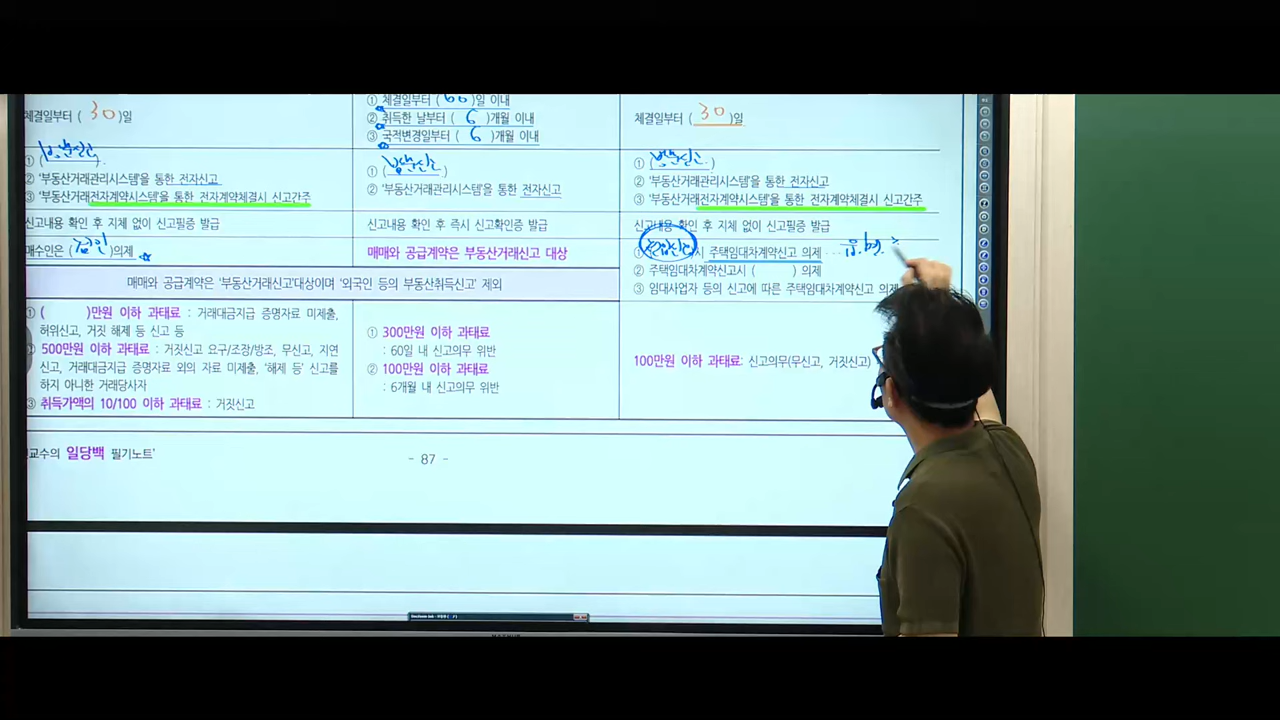 체결일부터 ( 30 )일
① 체결일부터 ( 60 )일 이내
② 취득한 날부터 ( 6 )개월 이내
③ 국적변경일부터 ( 6 )개월 이내
체결일부터 ( 30 )일
① (방문신고)
② '부동산거래관리시스템'을 통한 전자신고
③ '부동산거래전자계약시스템'을 통한 전자계약체결시 신고간주
① (방문신고)
② '부동산거래관리시스템'을 통한 전자신고
① (방문신고)
② '부동산거래관리시스템'을 통한 전자신고
③ '부동산거래전자계약시스템'을 통한 전자계약체결시 신고간주
신고내용 확인 후 지체 없이 신고필증 발급
신고내용 확인 후 즉시 신고확인증 발급
신고내용 확인 후 지체 없이 신고필증 발급
매수인은 (검인)의제
매매와 공급계약은 부동산거래신고 대상
① 시 주택임대차계약신고 의제
② 주택임대차계약신고시 ( ) 의제
③ 임대사업자 등의 신고에 따른 주택임대차계약신고 의제
매매와 공급계약은 '부동산거래신고'대상이며 '외국인 등의 부동산취득신고' 제외
① ( )만원 이하 과태료 : 거래대금지급 증명자료 미제출,
허위신고, 거짓 해제 등 신고 등
500만원 이하 과태료 : 거짓신고 요구/조장/방조, 무신고, 지연
신고, 거래대금지급 증명자료 외의 자료 미제출, '해제 등' 신고를
하지 아니한 거래당사자
③ 취득가액의 10/100 이하 과태료 : 거짓신고
① 300만원 이하 과태료
: 60일 내 신고의무 위반
② 100만원 이하 과태료
: 6개월 내 신고의무 위반
100만원 이하 과태료: 신고의무(무신고, 거짓신고)
교수의 일당백 필기노트'
- 87 -